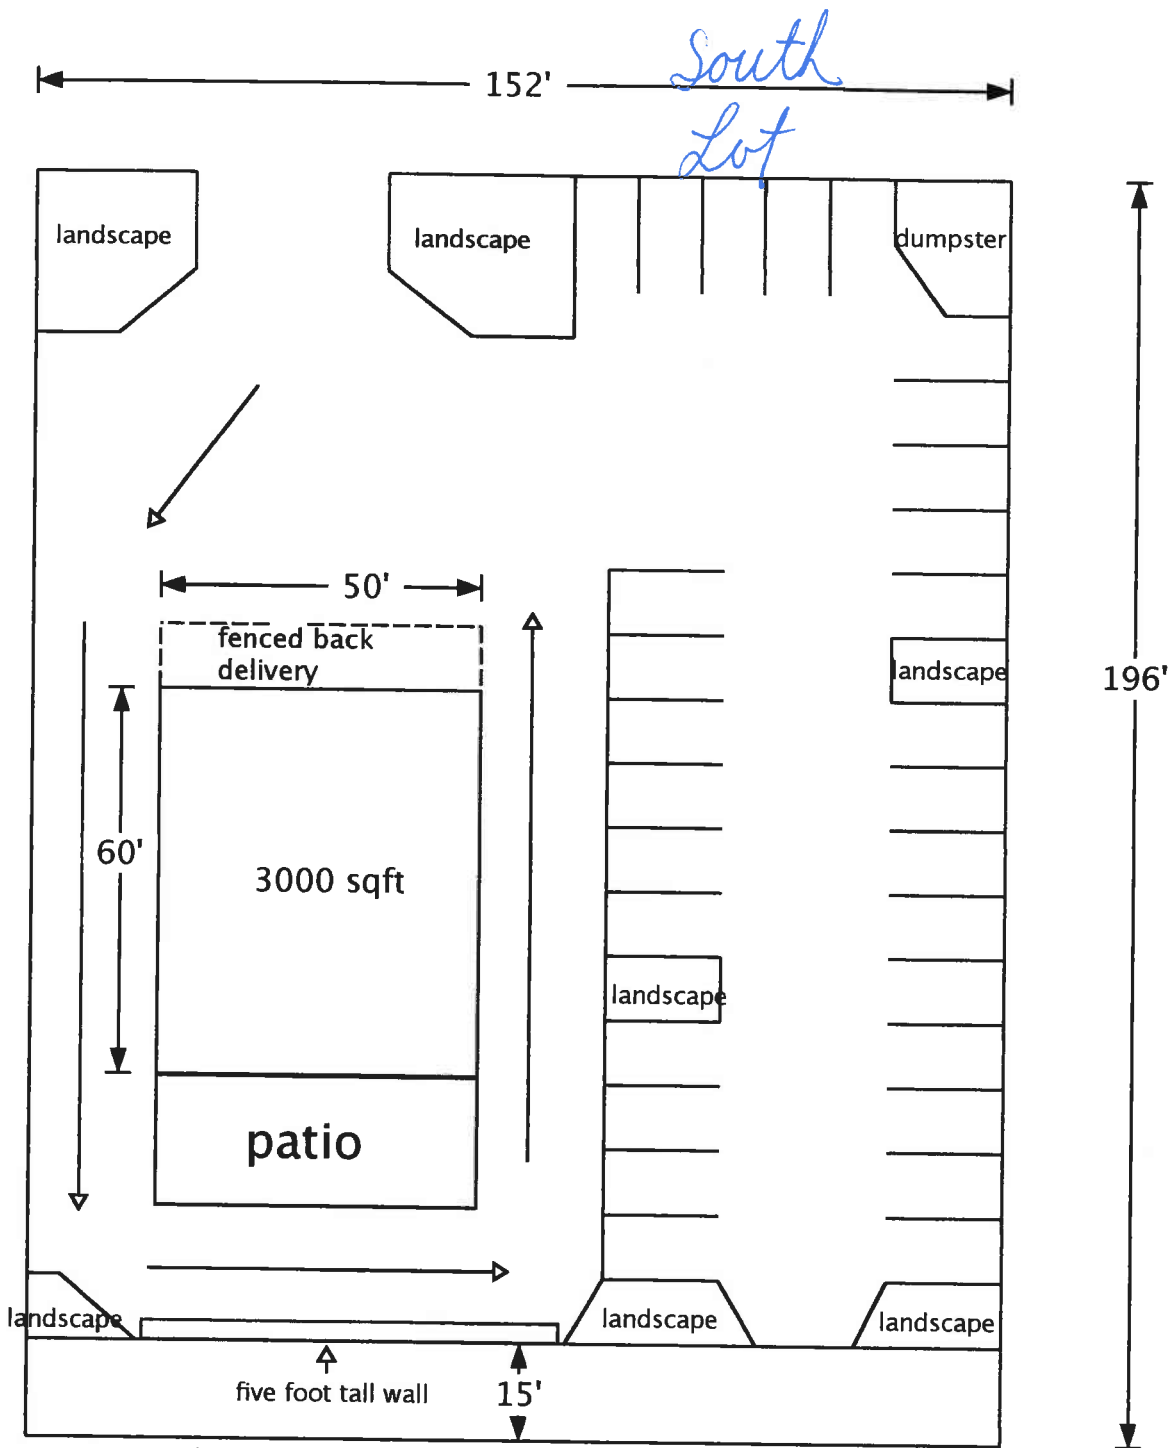 152'
South
Lot
landscape
landscape
dumpster
50'
fenced back
delivery
landscape
196'
60'
3000 sqft
landscape
patio
landscape
landscape
landscape
five foot tall wall
15'